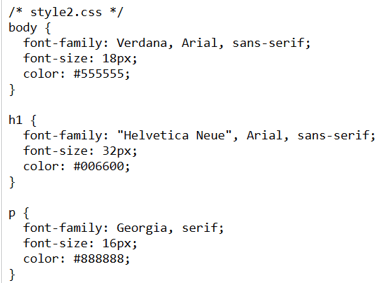 /* style2.css */
body {
  font-family: Verdana, Arial, sans-serif;
  font-size: 18px;
  color: #555555;
}

h1 {
  font-family: "Helvetica Neue", Arial, sans-serif;
  font-size: 32px;
  color: #006600;
}

p {
  font-family: Georgia, serif;
  font-size: 16px;
  color: #888888;
}